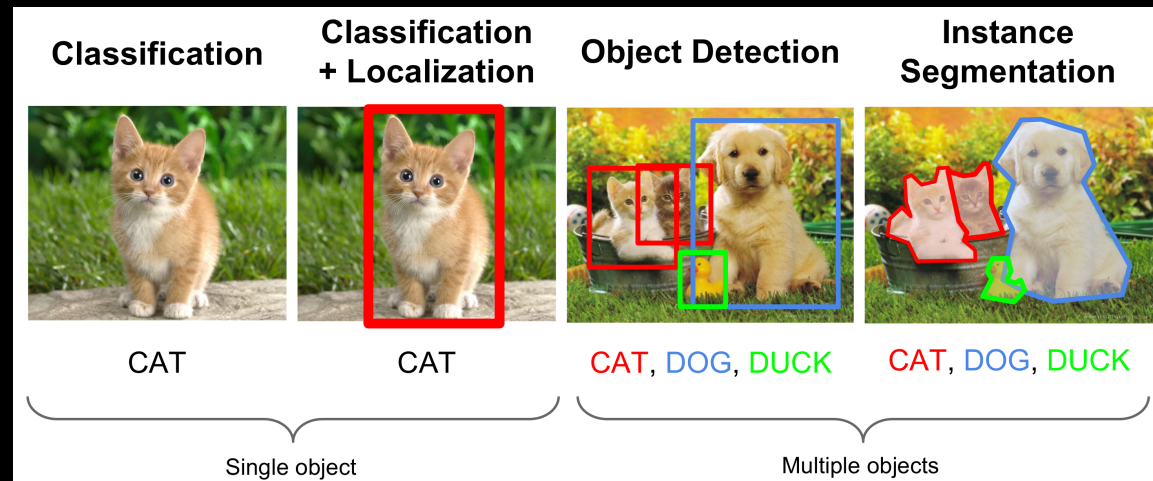 Classification
Classification
+ Localization
Object Detection
Instance
Segmentation
CAT
CAT
CAT, DOG, DUCK
CAT, DOG, DUCK
Single object
Multiple objects